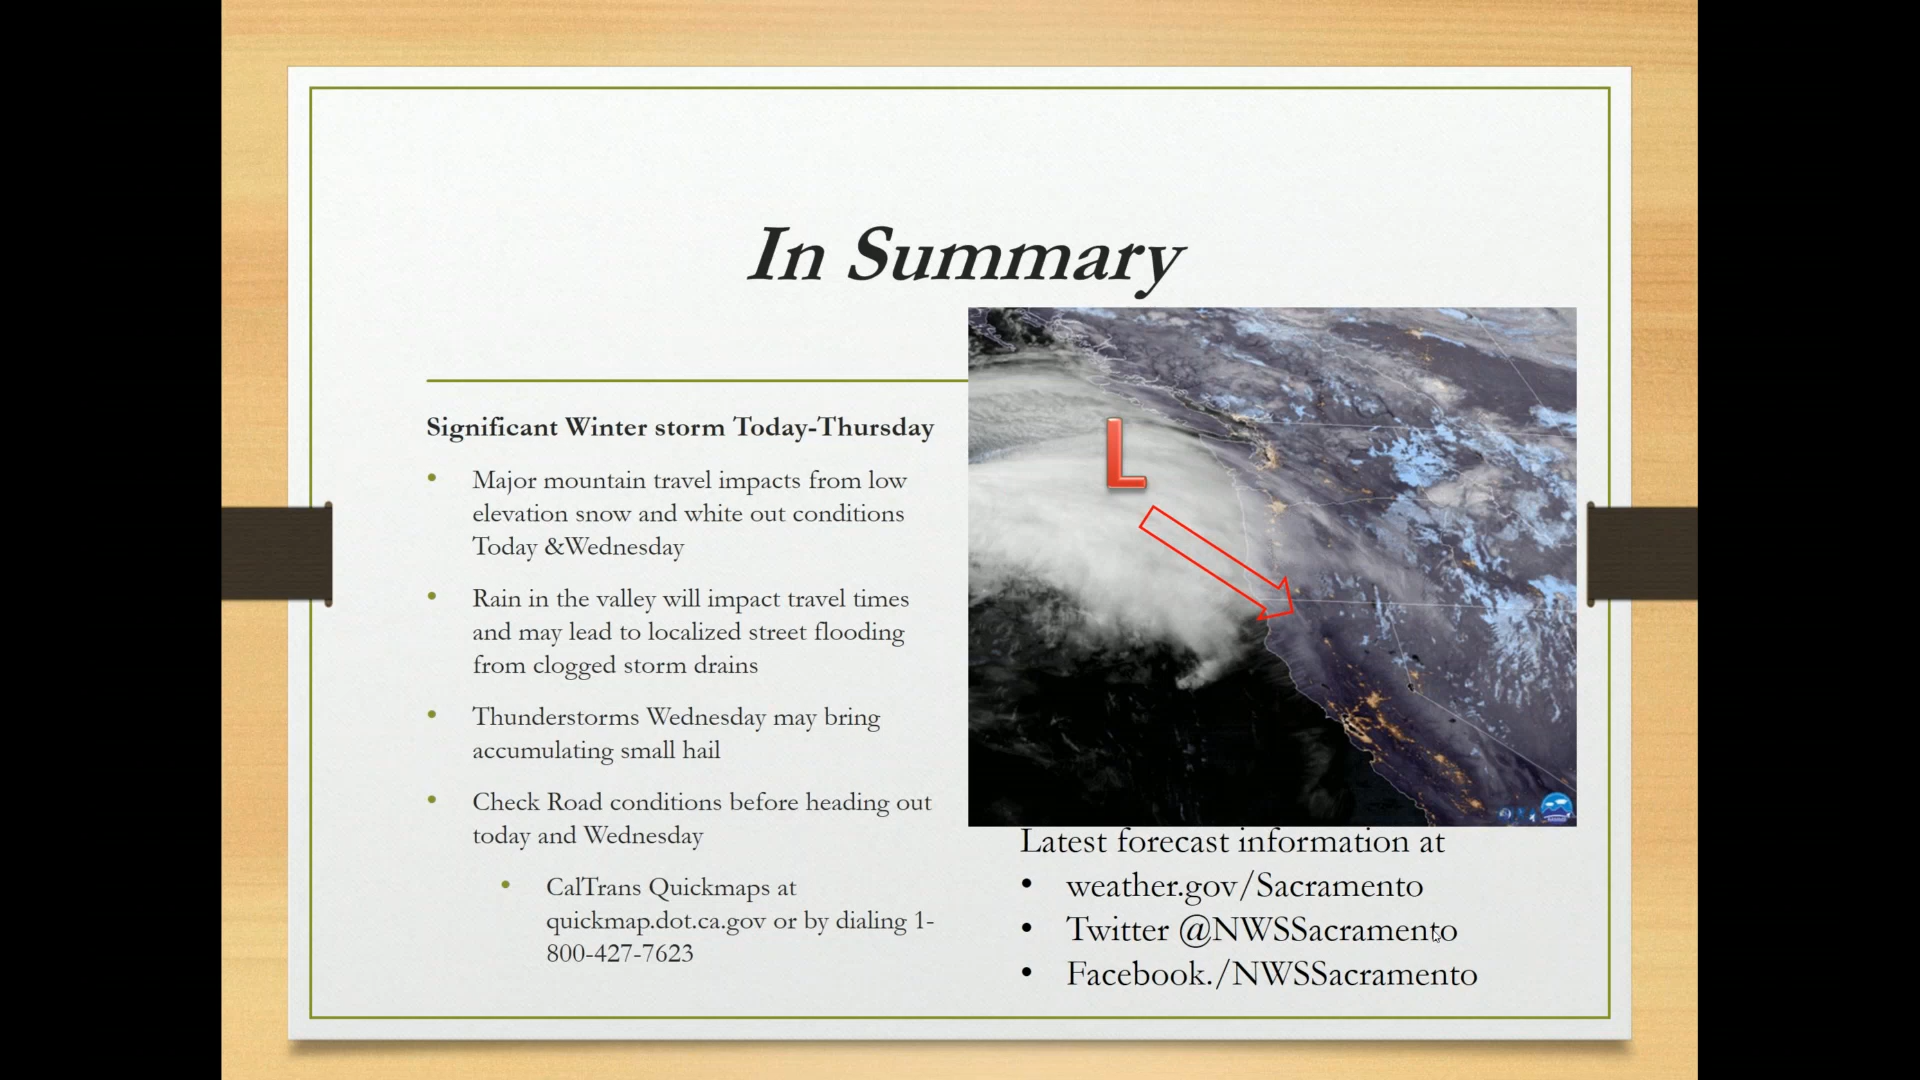 In Summary
Significant Winter storm Today-Thursday
• Major mountain travel impacts from low
elevation snow and white out conditions
Today &Wednesday
• Rain in the valley will impact travel times
and may lead to localized street flooding
from clogged storm drains
• Thunderstorms Wednesday may bring
accumulating small hail
• Check Road conditions before heading out
today and Wednesday
• CalTrans Quickmaps at
quickmap.dot.ca.gov or by dialing 1-
800-427-7623
L
Latest forecast information at
• weather.gov/Sacramento
• Twitter @NWSSacramento
• Facebook./NWSSacramento